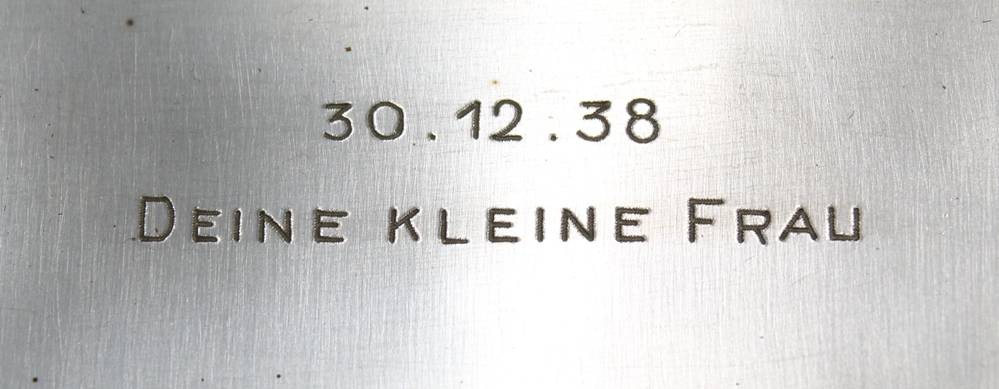 30.12.38
DEINE KLEINE FRAU